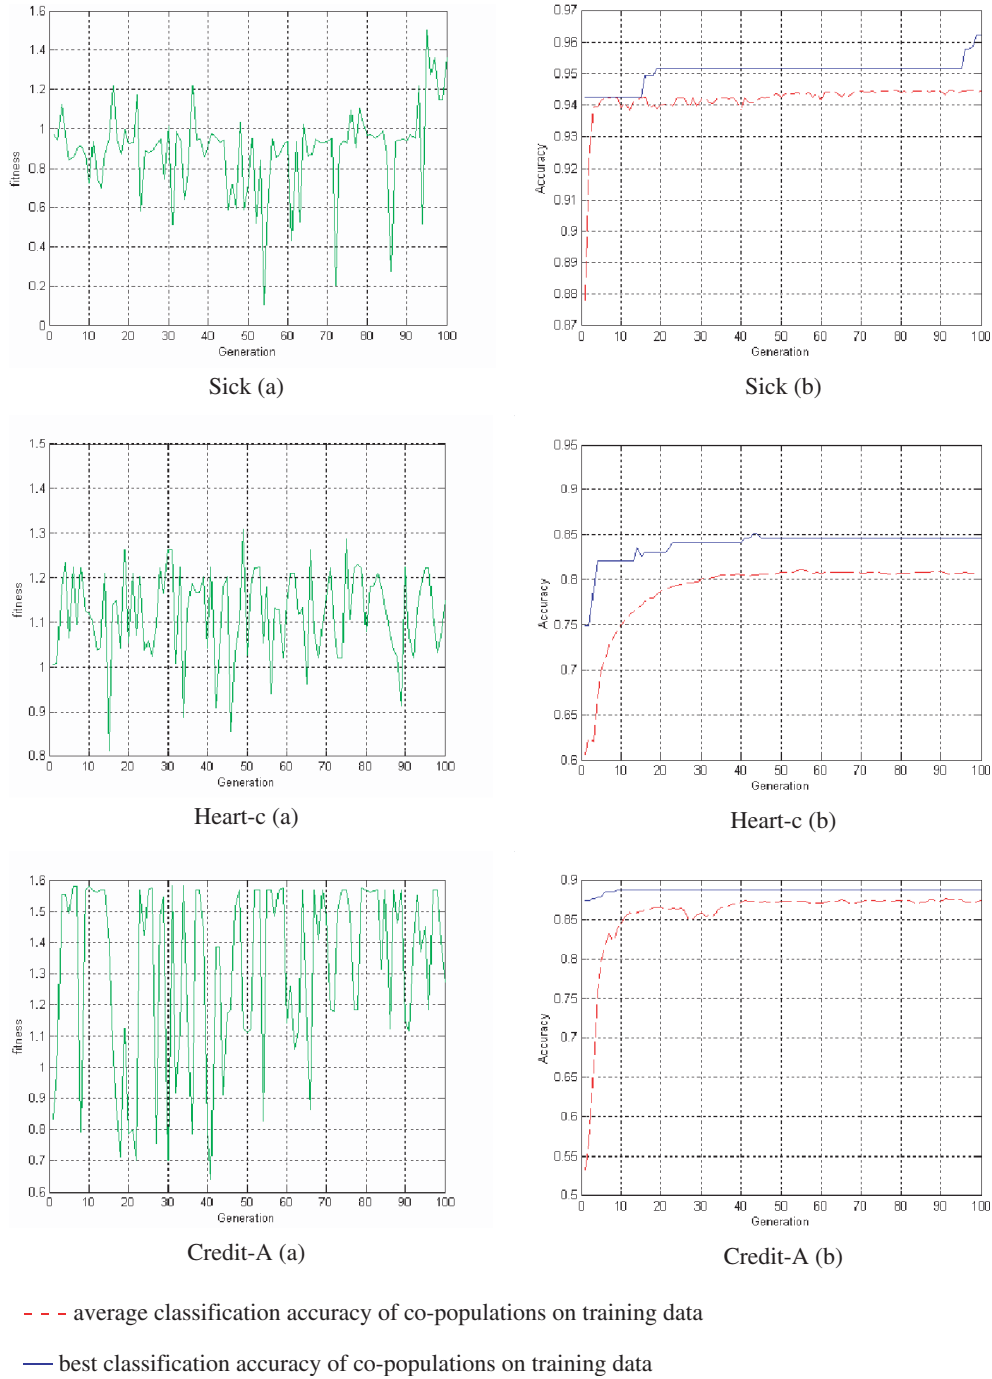 1.6
1.4
1.2
1
0.8
0.6
0.4
0.2
0
fitness
0 10 20 30 40 50 60 70 80 90 100
Generation
Sick (a)
0.97
0.96
0.95
0.94
0.93
0.92
0.91
0.9
0.89
0.88
0.87
Accuracy
0 10 20 30 40 50 60 70 80 90 100
Generation
Sick (b)
1.5
1.4
1.3
1.2
1.1
1
0.9
0.8
fitness
0 10 20 30 40 50 60 70 80 90 100
Generation
Heart-c (a)
0.95
0.9
0.85
0.8
0.75
0.7
0.65
0.6
Accuracy
0 10 20 30 40 50 60 70 80 90 100
Generation
Heart-c (b)
1.6
1.5
1.4
1.3
1.2
1.1
1
0.9
0.8
0.7
0.6
fitness
0 10 20 30 40 50 60 70 80 90 100
Generation
Credit-A (a)
0.9
0.85
0.8
0.75
0.7
0.65
0.6
0.55
0.5
Accuracy
0 10 20 30 40 50 60 70 80 90 100
Generation
Credit-A (b)
average classification accuracy of co-populations on training data
best classification accuracy of co-populations on training data